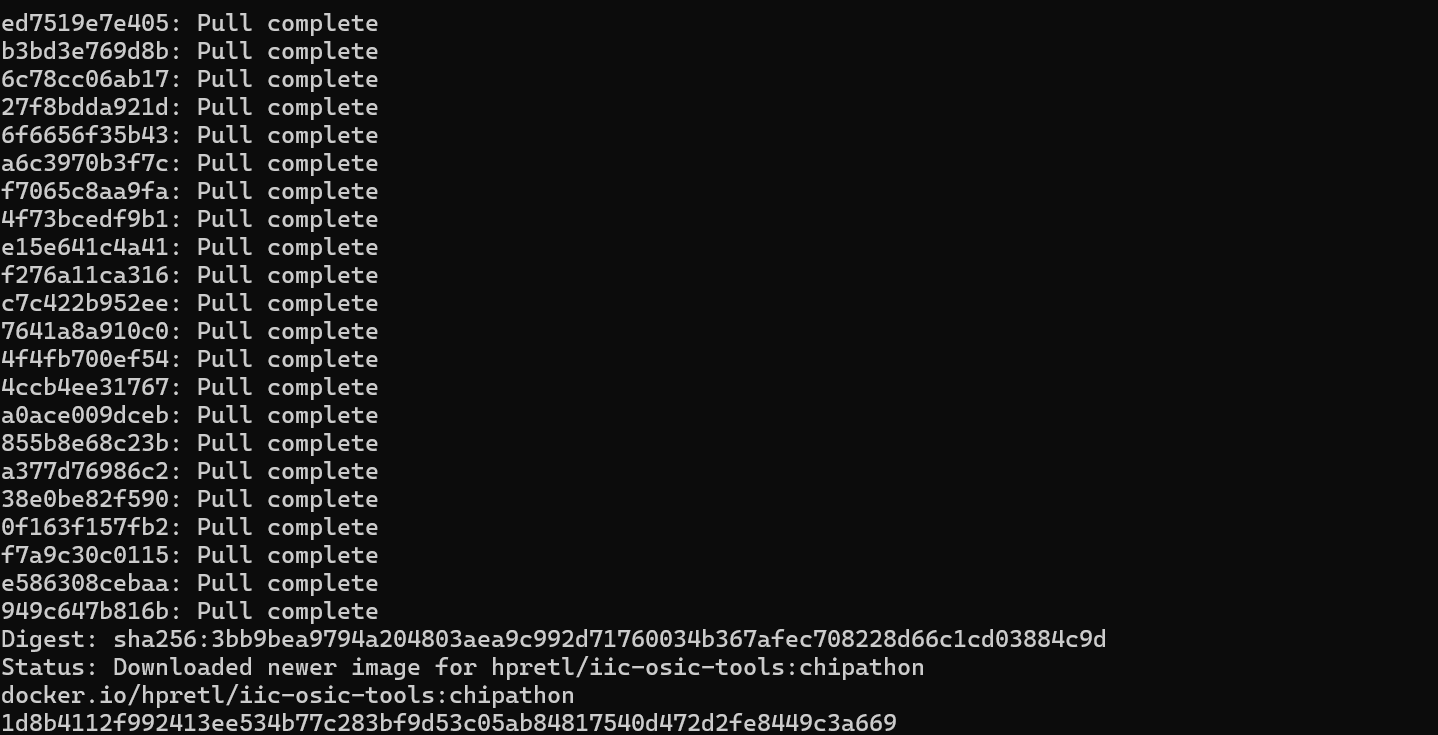 ed7519e7e405: Pull complete
b3bd3e769d8b: Pull complete
6c78cc06ab17: Pull complete
27f8bdda921d: Pull complete
6f6656f35b43: Pull complete
a6c3970b3f7c: Pull complete
f7065c8aa9fa: Pull complete
4f73bcedf9b1: Pull complete
e15e641c4a41: Pull complete
f276a11ca316: Pull complete
c7c422b952ee: Pull complete
7641a8a910c0: Pull complete
4f4fb700ef54: Pull complete
4ccb4ee31767: Pull complete
a0ace009dceb: Pull complete
855b8e68c23b: Pull complete
a377d76986c2: Pull complete
38e0be82f590: Pull complete
0f163f157fb2: Pull complete
f7a9c30c0115: Pull complete
e586308cebaa: Pull complete
949c647b816b: Pull complete
Digest: sha256:3bb9bea9794a204803aea9c992d71760034b367afec708228d66c1cd03884c9d
Status: Downloaded newer image for hpretl/iic-osic-tools:chipathon
docker.io/hpretl/iic-osic-tools:chipathon
1d8b4112f992413ee534b77c283bf9d53c05ab84817540d472d2fe8449c3a669